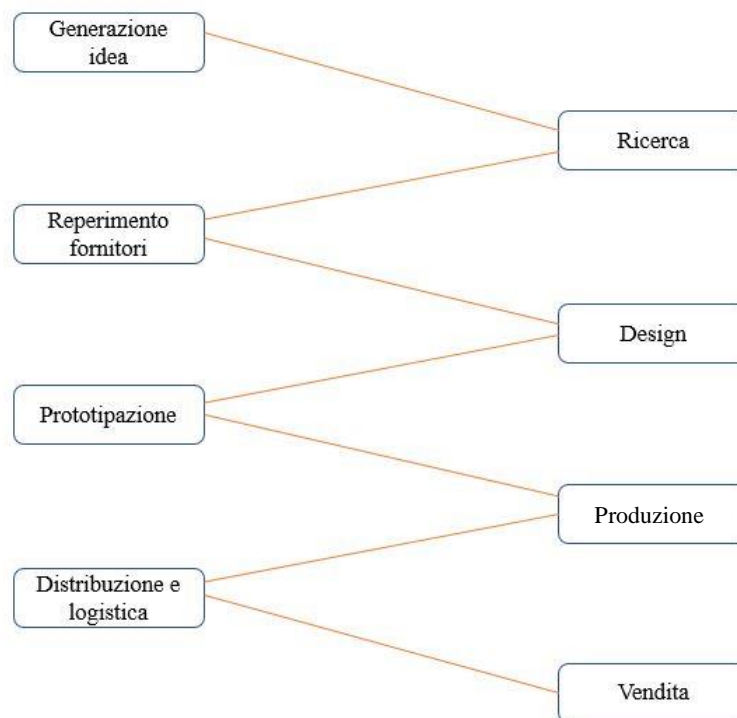 Generazione
idea
Ricerca
Reperimento
fornitori
Design
Prototipazione
Produzione
Distribuzione e
logistica
Vendita